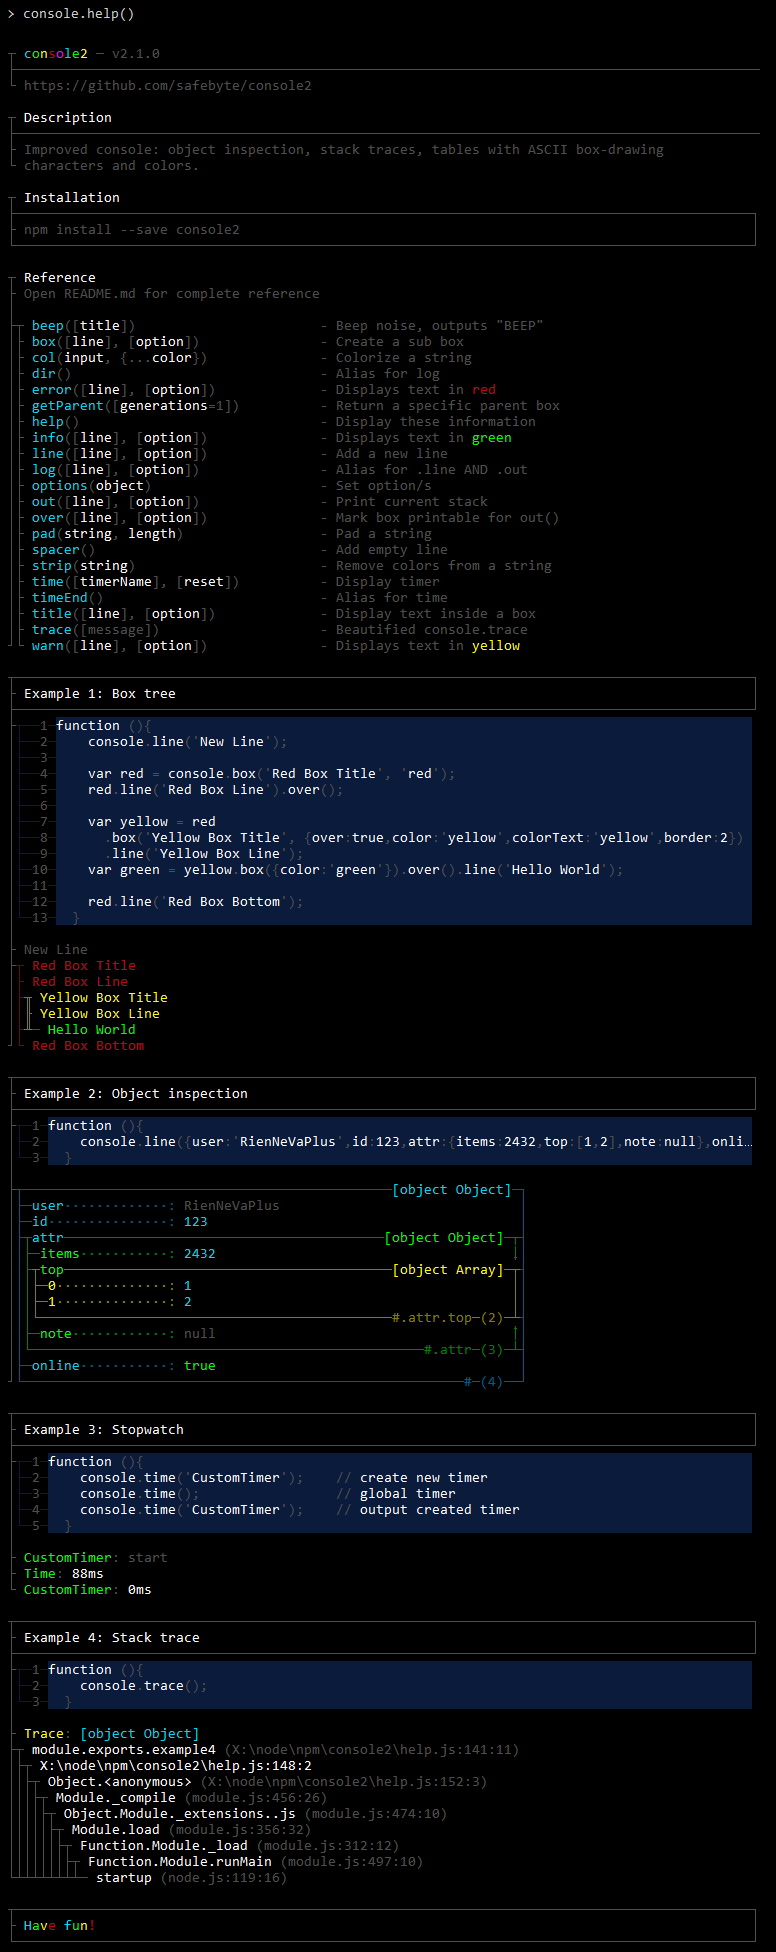 > console.help()
console2 — v2.1.0
https://github.com/safebyte/console2
Description
Improved console: object inspection, stack traces, tables with ASCII box-drawing
characters and colors.
Installation
npm install --save console2
Reference
Open README.md for complete reference
beep([title]) - Beep noise, outputs "BEEP"
box([line], [option]) - Create a sub box
col(input, {...color}) - Colorize a string
dir() - Alias for log
error([line], [option]) - Displays text in red
getParent([generations=1]) - Return a specific parent box
help() - Display these information
info([line], [option]) - Displays text in green
line([line], [option]) - Add a new line
log([line], [option]) - Alias for .line AND .out
options(object) - Set option/s
out([line], [option]) - Print current stack
over([line], [option]) - Mark box printable for out()
pad(string, length) - Pad a string
spacer() - Add empty line
strip(string) - Remove colors from a string
time([timerName], [reset]) - Display timer
timeEnd() - Alias for time
title([line], [option]) - Display text inside a box
trace([message]) - Beautified console.trace
warn([line], [option]) - Displays text in yellow
Example 1: Box tree
1 function (){
2 console.line('New Line');
3
4 var red = console.box('Red Box Title', 'red');
5 red.line('Red Box Line').over();
6
7 var yellow = red
8 .box('Yellow Box Title', {over:true,color:'yellow',colorText:'yellow',border:2})
9 .line('Yellow Box Line');
10 var green = yellow.box({color:'green'}).over().line('Hello World');
11
12 red.line('Red Box Bottom');
13 }
New Line
Red Box Title
Red Box Line
Yellow Box Title
Yellow Box Line
Hello World
Red Box Bottom
Example 2: Object inspection
1 function (){
2 console.line({user:'RienNeVaPlus',id:123,attr:{items:2432,top:[1,2],note:null},onli…
3 }
[object Object]
user·············: RienNeVaPlus
id···············: 123
attr [object Object]
items···········: 2432
top [object Array]
0··············: 1
1··············: 2
#.attr.top—(2)
note············: null
#.attr—(3)
online···········: true
#—(4)
Example 3: Stopwatch
1 function (){
2 console.time('CustomTimer'); // create new timer
3 console.time(); // global timer
4 console.time('CustomTimer'); // output created timer
5 }
CustomTimer: start
Time: 88ms
CustomTimer: 0ms
Example 4: Stack trace
1 function (){
2 console.trace();
3 }
Trace: [object Object]
module.exports.example4 (X:\node\npm\console2\help.js:141:11)
X:\node\npm\console2\help.js:148:2
Object.<anonymous> (X:\node\npm\console2\help.js:152:3)
Module._compile (module.js:456:26)
Object.Module._extensions..js (module.js:474:10)
Module.load (module.js:356:32)
Function.Module._load (module.js:312:12)
Function.Module.runMain (module.js:497:10)
startup (node.js:119:16)
Have fun!